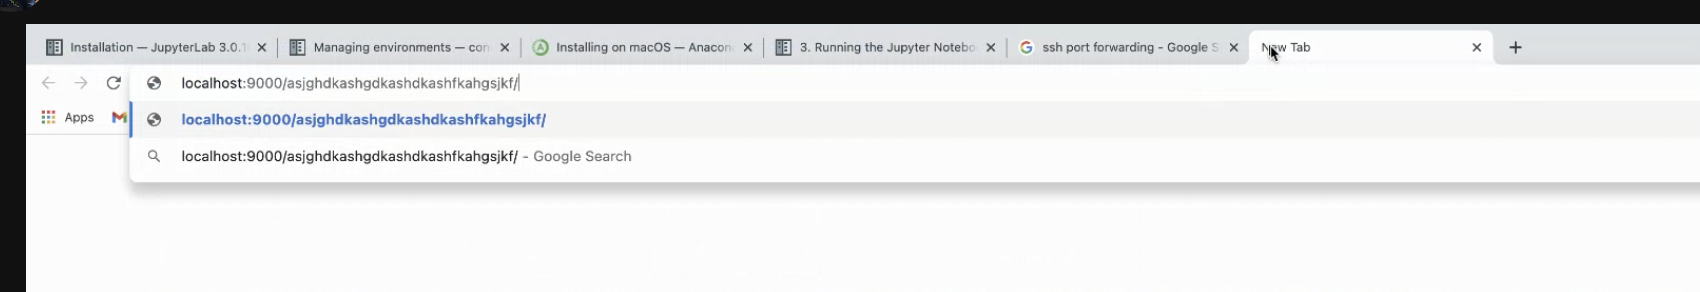 Installation — JupyterLab 3.0.1 Managing environments — con Installing on macOS — Anacon 3. Running the Jupyter Notebo ssh port forwarding - Google S New Tab
localhost:9000/asjghdkashgdkashdkashfkahgsjkf/
Apps
localhost:9000/asjghdkashgdkashdkashfkahgsjkf/
localhost:9000/asjghdkashgdkashdkashfkahgsjkf/ - Google Search